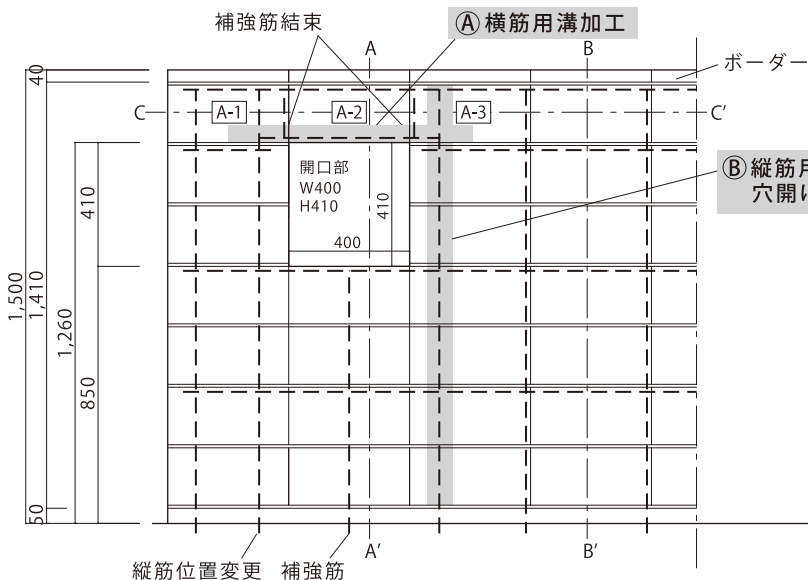 補強筋結束
A
Ⓐ横筋用溝加工
B
ボーダー
40
C
A-1
A-2
A-3
C'
開口部
W400
H410
410
400
Ⓑ縦筋用
穴開け
410
1,500
1,410
1,260
850
50
A'
B'
縦筋位置変更
補強筋